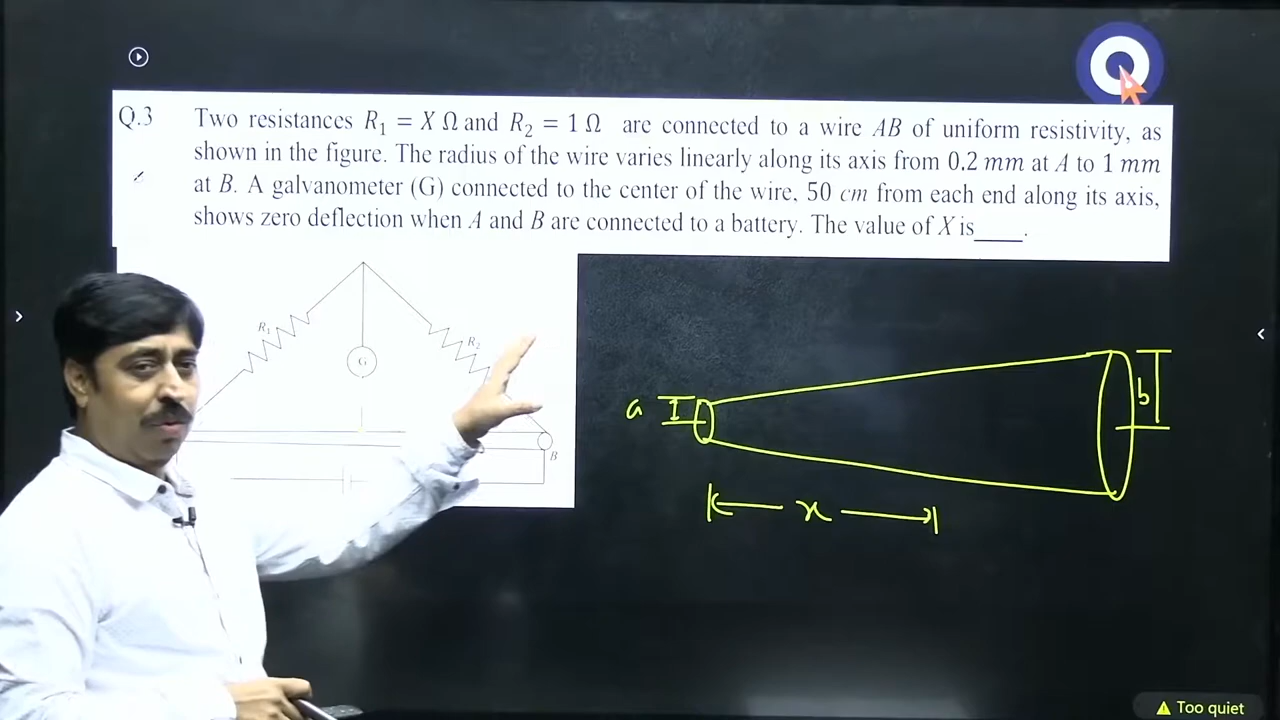 Q.3 Two resistances R₁ = X Ω and R₂ = 1 Ω are connected to a wire AB of uniform resistivity, as
shown in the figure. The radius of the wire varies linearly along its axis from 0.2 mm at A to 1 mm
at B. A galvanometer (G) connected to the center of the wire, 50 cm from each end along its axis,
shows zero deflection when A and B are connected to a battery. The value of X is____.
R₁
R₂
G
B
a
b
x
Too quiet